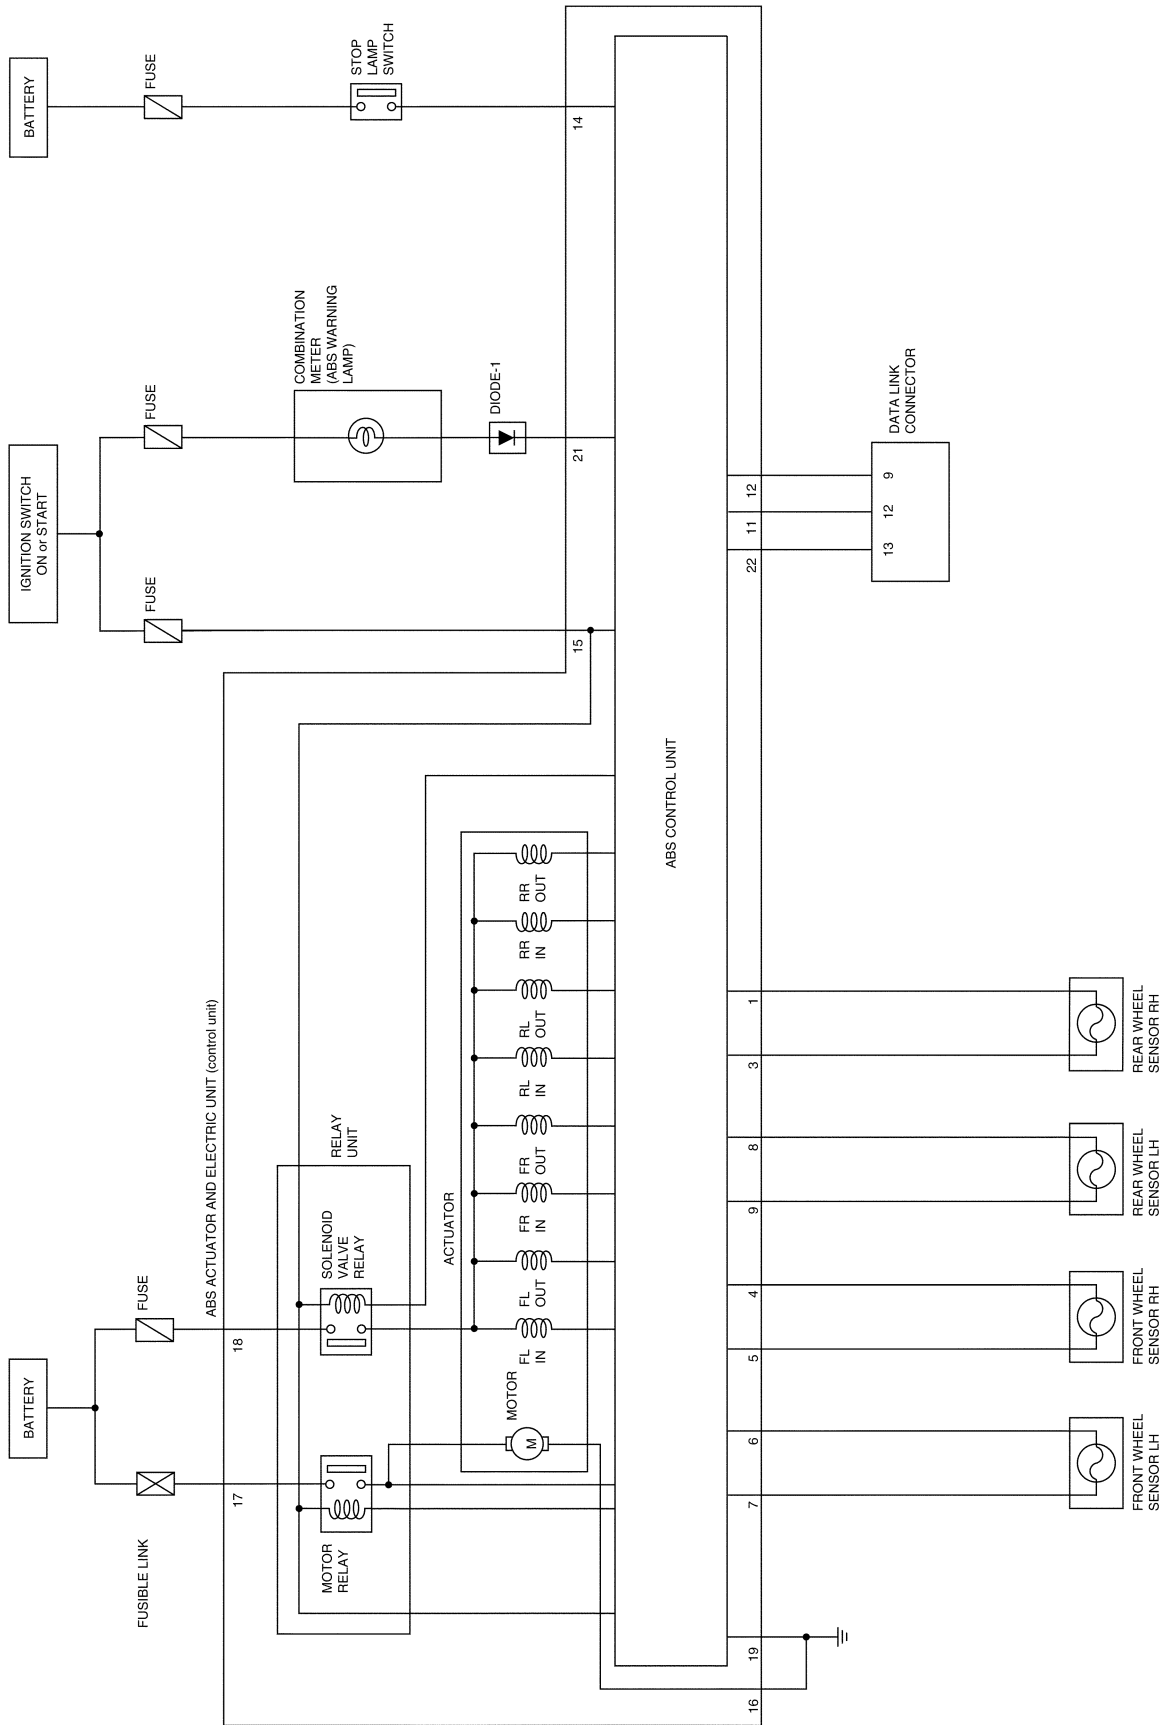 BATTERY
FUSIBLE LINK
FUSE
17
18
ABS ACTUATOR AND ELECTRIC UNIT (control unit)
MOTOR
RELAY
SOLENOID
VALVE
RELAY
RELAY
UNIT
ACTUATOR
MOTOR
M
FL
IN
FL
OUT
FR
IN
FR
OUT
RL
IN
RL
OUT
RR
IN
RR
OUT
IGNITION SWITCH
ON or START
FUSE
FUSE
COMBINATION
METER
(ABS WARNING
LAMP)
DIODE-1
15
21
BATTERY
FUSE
STOP
LAMP
SWITCH
14
ABS CONTROL UNIT
16
19
7
6
5
4
9
8
3
1
22
11
12
13
12
9
DATA LINK
CONNECTOR
FRONT WHEEL
SENSOR LH
FRONT WHEEL
SENSOR RH
REAR WHEEL
SENSOR LH
REAR WHEEL
SENSOR RH